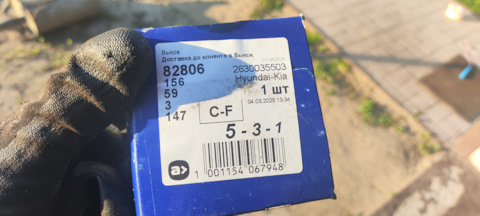 Выкса
Доставка до клиента в Выксе
82806 2630035503
156 Hyundai-Kia
59 1 шт
3 C-F 04.03.2025 13:34
147
5 - 3 - 1
a>
1 001154 067948